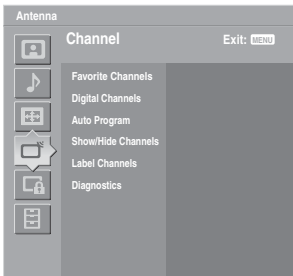 Antenna
Channel Exit: MENU
Favorite Channels
Digital Channels
Auto Program
Show/Hide Channels
Label Channels
Diagnostics